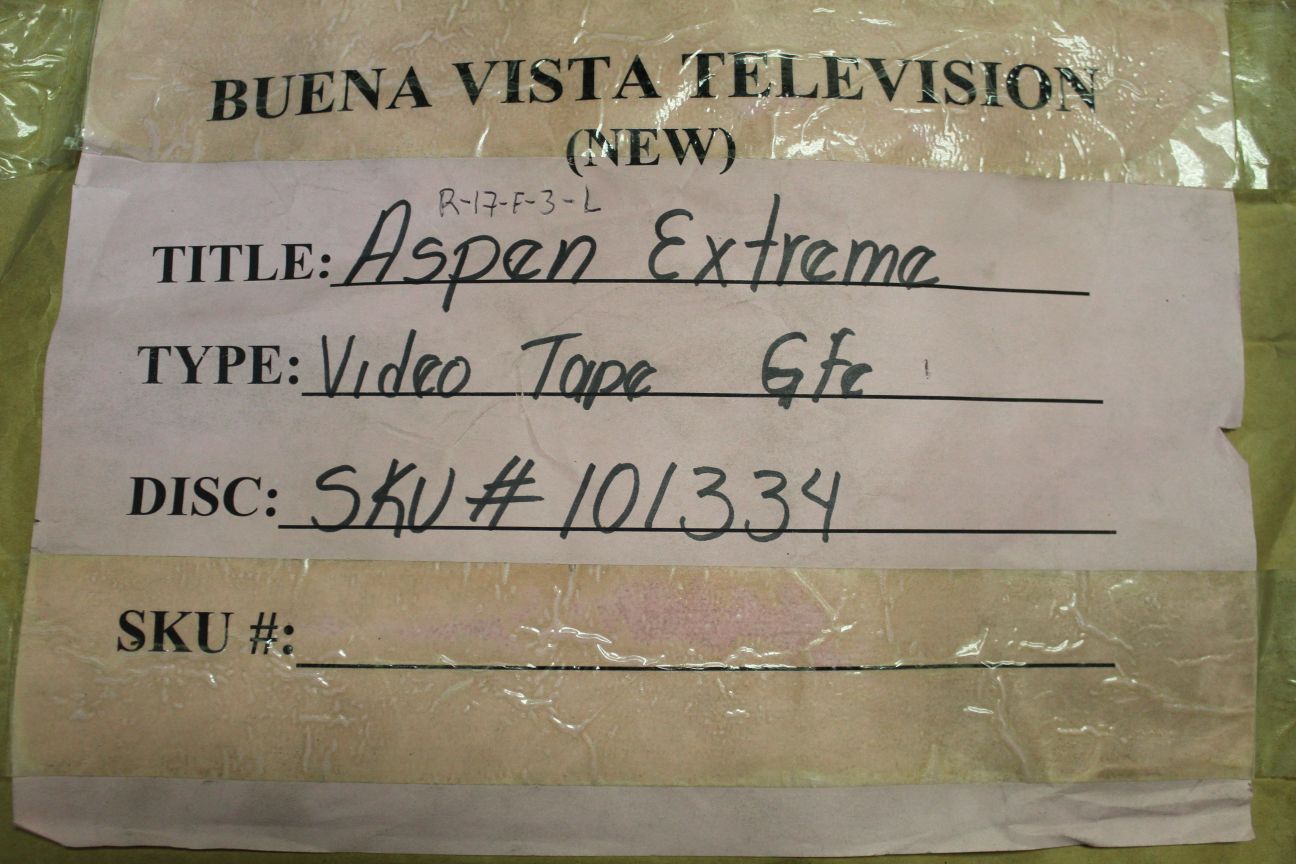 BUENA VISTA TELEVISION
(NEW)
R-17-F-3-L
TITLE: Aspen Extreme
TYPE: Video Tape Gfc
DISC: SKU # 101334
SKU #: